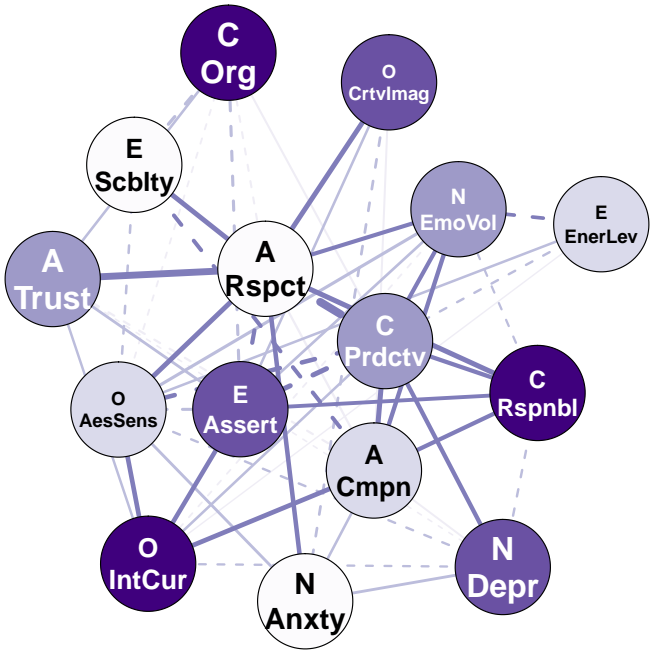 C
Org
O
CrtvImag
E
Scblty
N
EmoVol
E
EnerLev
A
Rspct
A
Trust
C
Prdctv
C
Rspnbl
O
AesSens
E
Assert
A
Cmpn
O
IntCur
N
Depr
N
Anxty